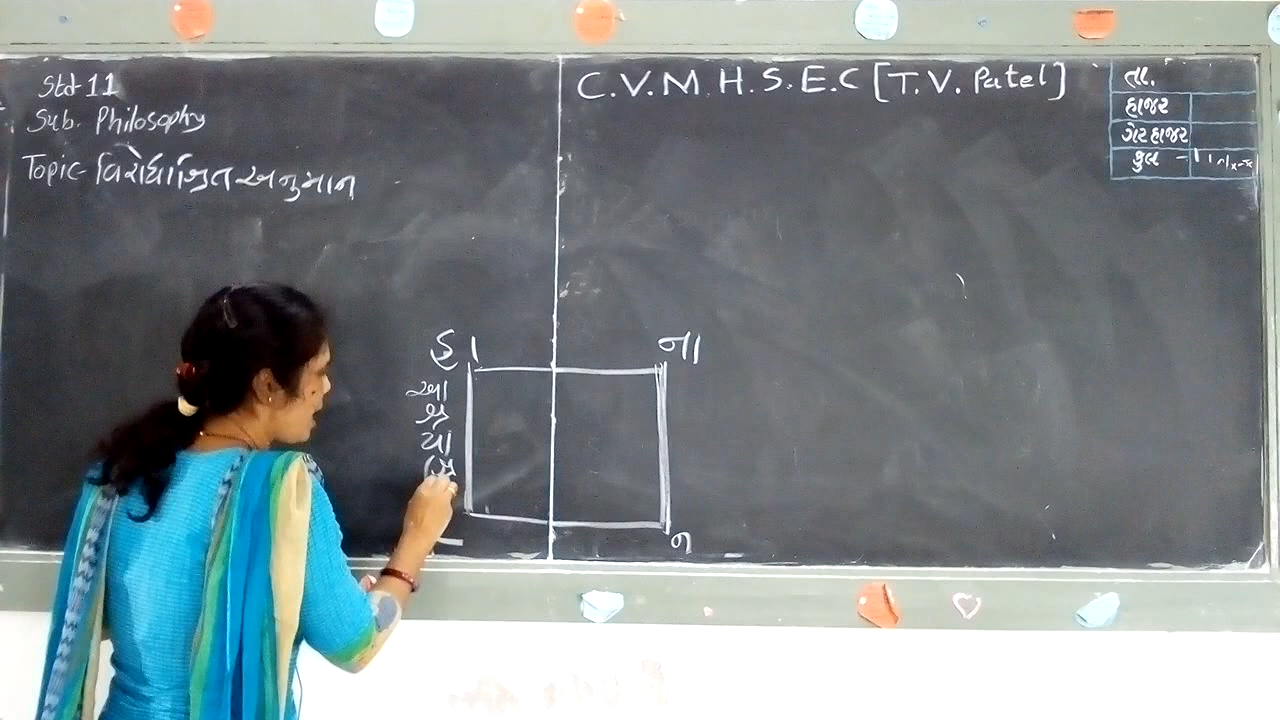 Std-11
Sub. Philosophy
Topic- વિરોધાશ્રિત અનુમાન
C.V.M.H.S.E.C [T.V. Patel]
તા.
હાજર
ગેરહાજર
કુલ
હા
ના
આ
શ્ર
યા
શ્રિ
ન